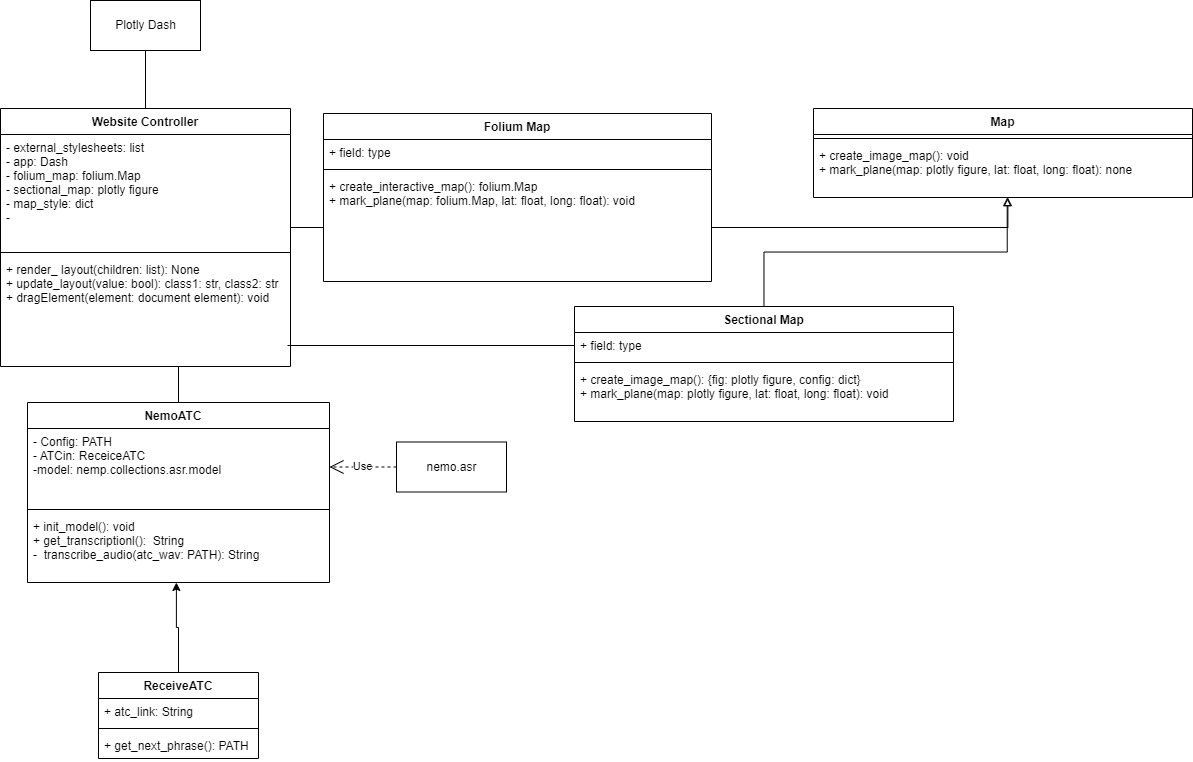 Plotly Dash
Website Controller
- external_stylesheets: list
- app: Dash
- folium_map: folium.Map
- sectional_map: plotly figure
- map_style: dict
-
+ render_ layout(children: list): None
+ update_layout(value: bool): class1: str, class2: str
+ dragElement(element: document element): void
Folium Map
+ field: type
+ create_interactive_map(): folium.Map
+ mark_plane(map: folium.Map, lat: float, long: float): void
Map
+ create_image_map(): void
+ mark_plane(map: plotly figure, lat: float, long: float): none
Sectional Map
+ field: type
+ create_image_map(): {fig: plotly figure, config: dict}
+ mark_plane(map: plotly figure, lat: float, long: float): void
NemoATC
- Config: PATH
- ATCin: ReceiceATC
-model: nemp.collections.asr.model
+ init_model(): void
+ get_transcriptionl():  String
-  transcribe_audio(atc_wav: PATH): String
Use
nemo.asr
ReceiveATC
+ atc_link: String
+ get_next_phrase(): PATH